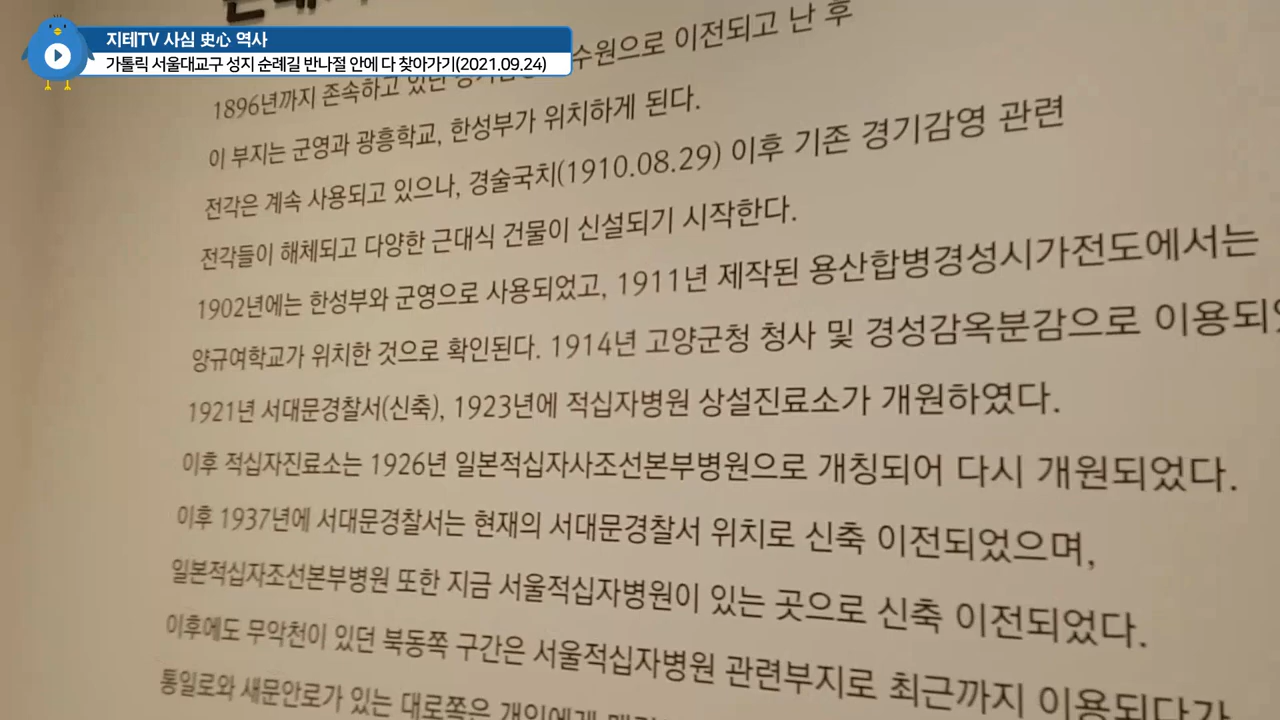 지테TV 사심 史心 역사
가톨릭 서울대교구 성지 순례길 반나절 안에 다 찾아가기(2021.09.24)
1896년까지 존속하고 있던 수원으로 이전되고 난 후
이 부지는 군영과 광흥학교, 한성부가 위치하게 된다.
전각은 계속 사용되고 있으나, 경술국치(1910.08.29) 이후 기존 경기감영 관련
전각들이 해체되고 다양한 근대식 건물이 신설되기 시작한다.
1902년에는 한성부와 군영으로 사용되었고, 1911년 제작된 용산합병경성시가전도에서는
양규여학교가 위치한 것으로 확인된다. 1914년 고양군청 청사 및 경성감옥분감으로
1921년 서대문경찰서(신축), 1923년에 적십자병원 상설진료소가 개원하였다.
이후 적십자진료소는 1926년 일본적십자사조선본부병원으로 개칭되어 다시 개원되었다.
이후 1937년에 서대문경찰서는 현재의 서대문경찰서 위치로 신축 이전되었으며,
일본적십자조선본부병원 또한 지금 서울적십자병원이 있는 곳으로 신축 이전되었다.
이후에도 무악천이 있던 북동쪽 구간은 서울적십자병원 관련부지로 최근까지 이용되다가
통일로와 새문안로가 있는 대로쪽은 개인에게